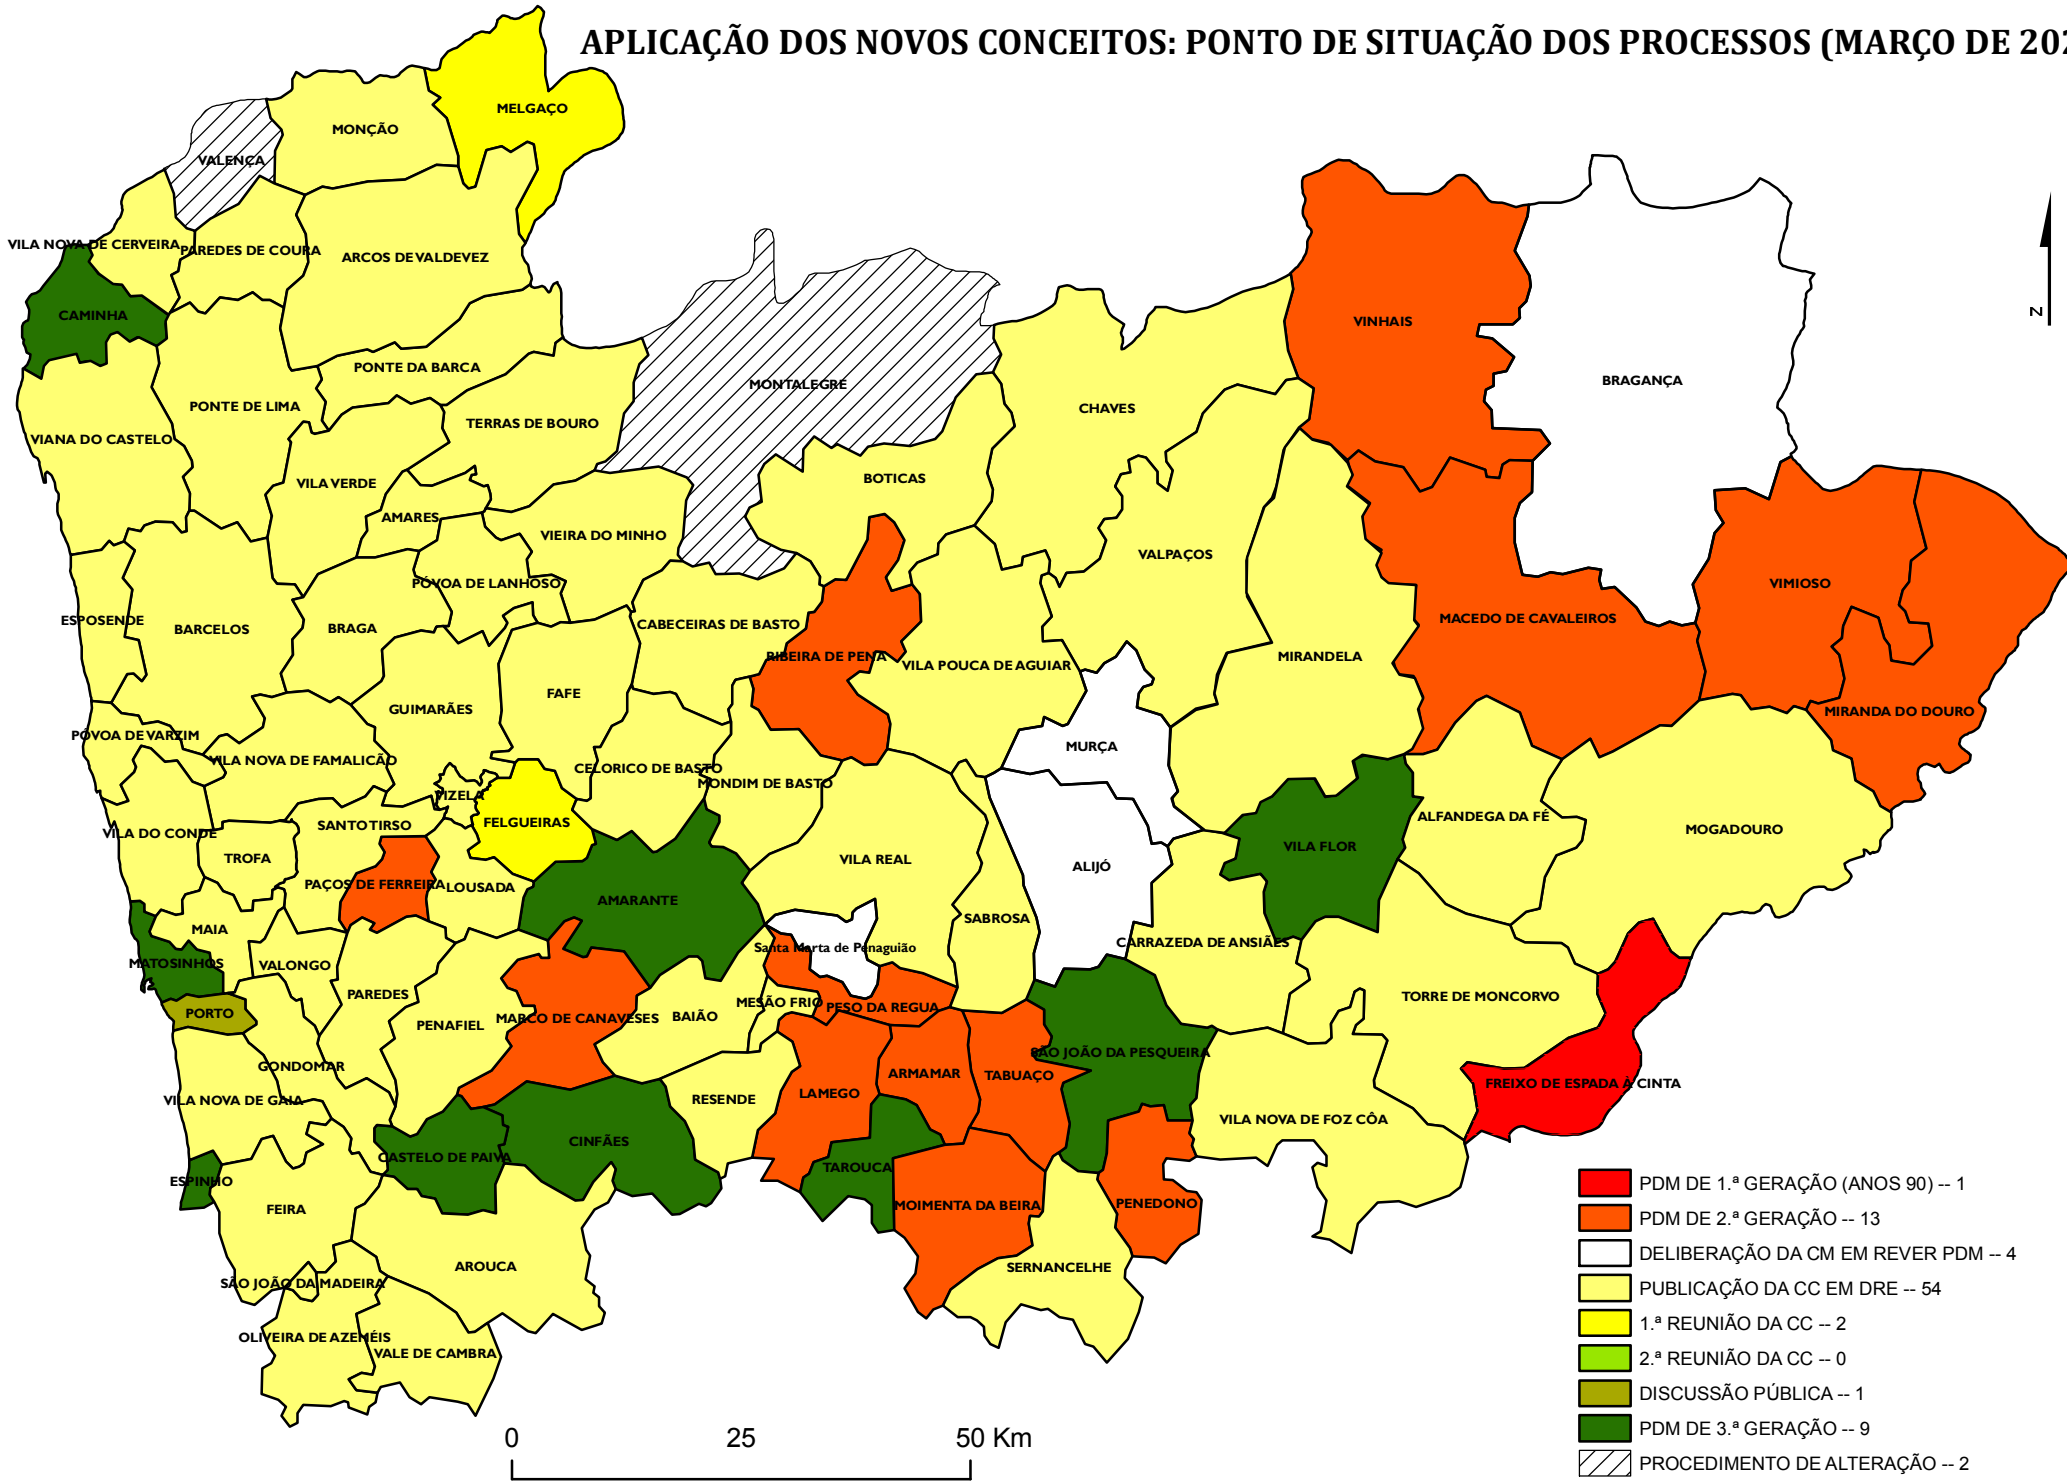 APLICAÇÃO DOS NOVOS CONCEITOS: PONTO DE SITUAÇÃO DOS PROCESSOS (MARÇO DE 202
MELGAÇO
MONÇÃO
VALENÇA
VILA NOVA DE CERVEIRA
PAREDES DE COURA
ARCOS DE VALDEVEZ
CAMINHA
VINHAIS
N
PONTE DA BARCA
MONTALEGRE
BRAGANÇA
PONTE DE LIMA
CHAVES
TERRAS DE BOURO
VIANA DO CASTELO
VILA VERDE
BOTICAS
AMARES
VIEIRA DO MINHO
VALPAÇOS
PÓVOA DE LANHOSO
VIMIOSO
ESPOSENDE
BARCELOS
BRAGA
CABECEIRAS DE BASTO
MACEDO DE CAVALEIROS
RIBEIRA DE PENA
VILA POUCA DE AGUIAR
MIRANDELA
FAFE
GUIMARÃES
MIRANDA DO DOURO
PÓVOA DE VARZIM
MURÇA
VILA NOVA DE FAMALICÃO
CELORICO DE BASTO
MONDIM DE BASTO
VIZELA
FELGUEIRAS
SANTO TIRSO
VILA DO CONDE
ALFANDEGA DA FÉ
MOGADOURO
VILA FLOR
TROFA
VILA REAL
ALIJÓ
PAÇOS DE FERREIRA
LOUSADA
AMARANTE
SABROSA
MAIA
Santa Marta de Penaguião
CARRAZEDA DE ANSIÃES
MATOSINHOS
VALONGO
PAREDES
TORRE DE MONCORVO
MESÃO FRIO
PESO DA REGUA
PORTO
MARCO DE CANAVESES
BAIÃO
PENAFIEL
SÃO JOÃO DA PESQUEIRA
GONDOMAR
ARMAMAR
TABUAÇO
FREIXO DE ESPADA À CINTA
LAMEGO
RESENDE
VILA NOVA DE GAIA
VILA NOVA DE FOZ CÔA
CINFÃES
CASTELO DE PAIVA
TAROUCA
ESPINHO
MOIMENTA DA BEIRA
PENEDONO
FEIRA
AROUCA
SERNANCELHE
SÃO JOÃO DA MADEIRA
OLIVEIRA DE AZEMÉIS
VALE DE CAMBRA
PDM DE 1.ª GERAÇÃO (ANOS 90) -- 1
PDM DE 2.ª GERAÇÃO -- 13
DELIBERAÇÃO DA CM EM REVER PDM -- 4
PUBLICAÇÃO DA CC EM DRE -- 54
1.ª REUNIÃO DA CC -- 2
2.ª REUNIÃO DA CC -- 0
DISCUSSÃO PÚBLICA -- 1
PDM DE 3.ª GERAÇÃO -- 9
PROCEDIMENTO DE ALTERAÇÃO -- 2
0 25 50 Km